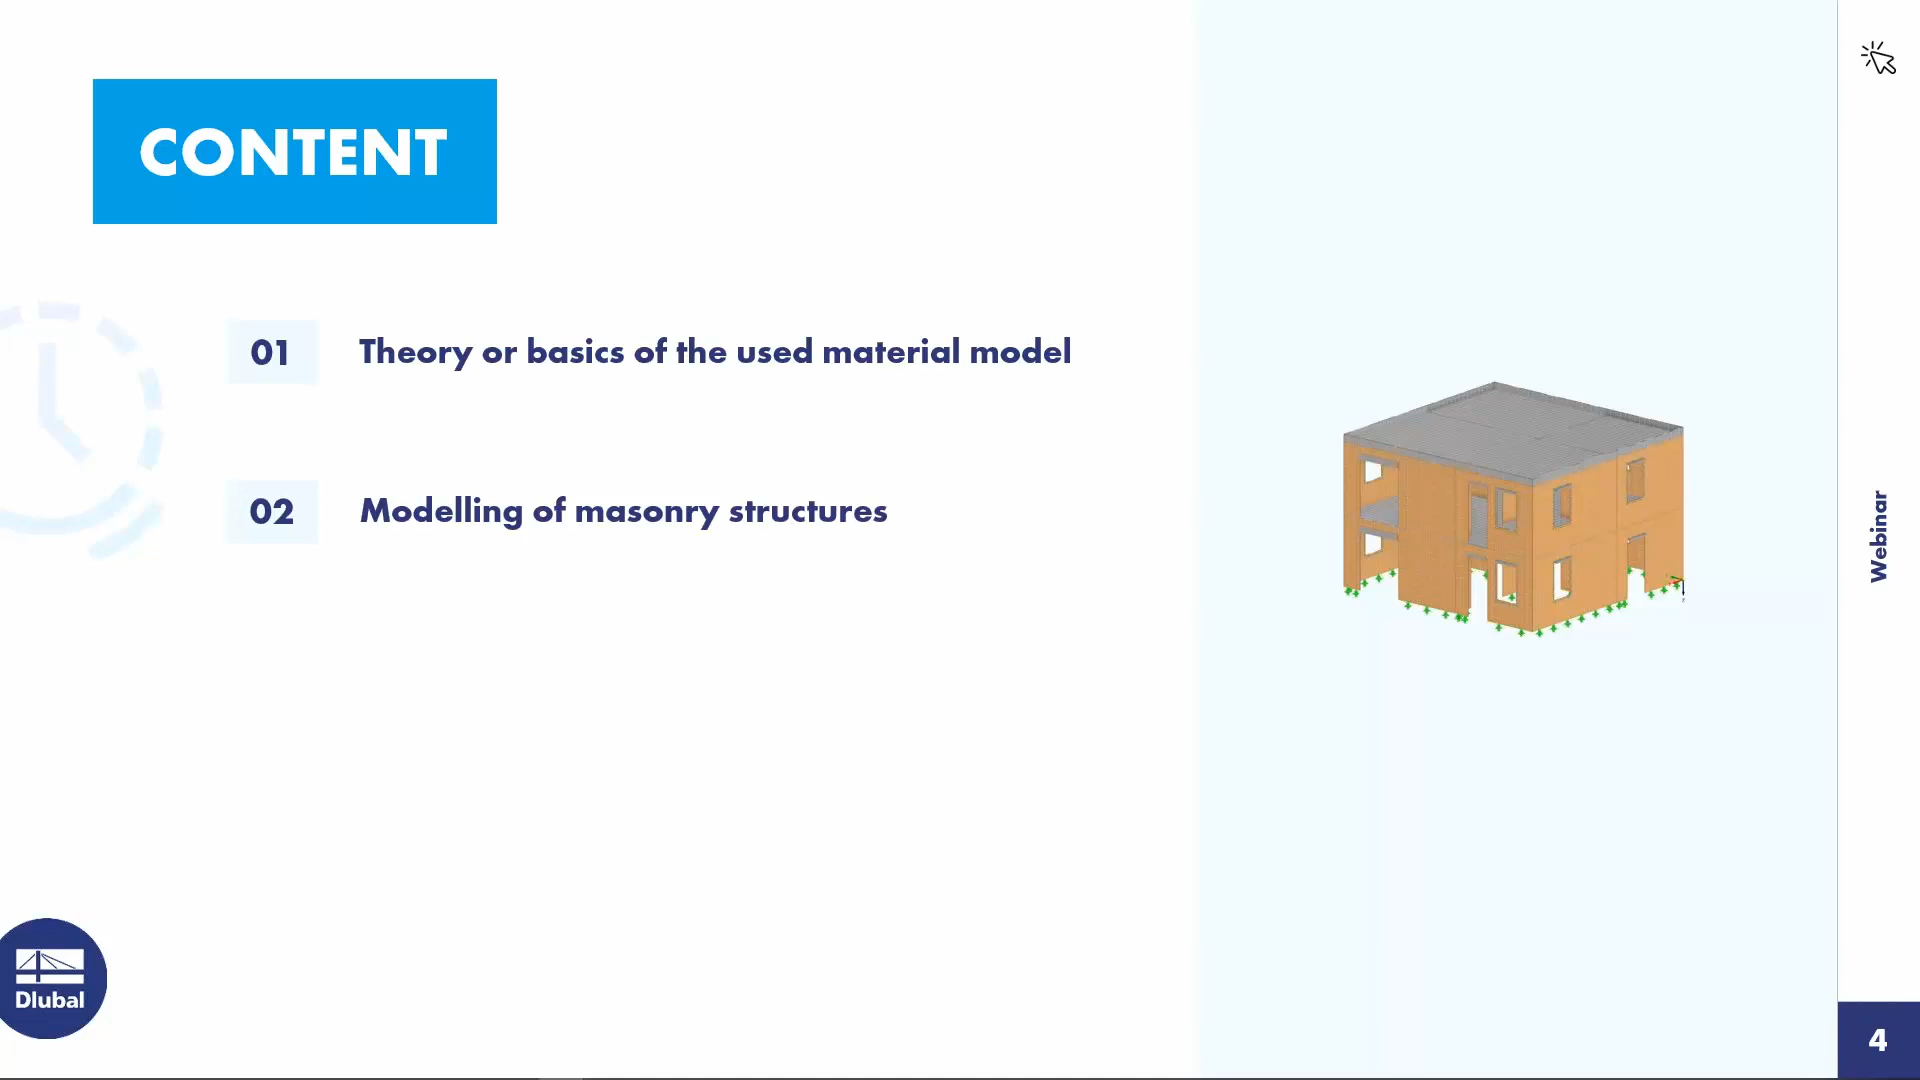 CONTENT
01 Theory or basics of the used material model
02 Modelling of masonry structures
Webinar
Dlubal
4